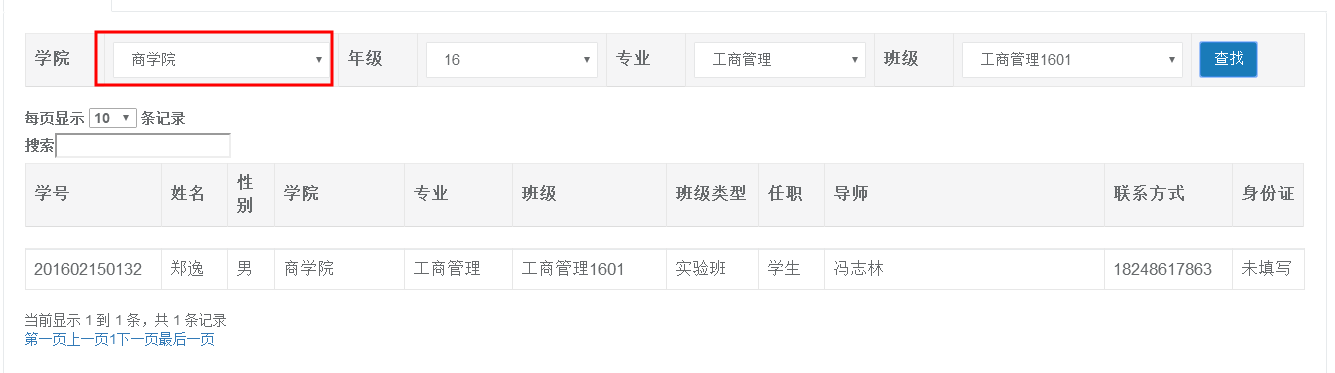 学院 商学院 年级 16 专业 工商管理 班级 工商管理1601 查找
每页显示 10 条记录
搜索
学号 姓名 性别 学院 专业 班级 班级类型 任职 导师 联系方式 身份证
201602150132 郑逸 男 商学院 工商管理 工商管理1601 实验班 学生 冯志林 18248617863 未填写
当前显示 1 到 1 条，共 1 条记录
第一页上一页1下一页最后一页